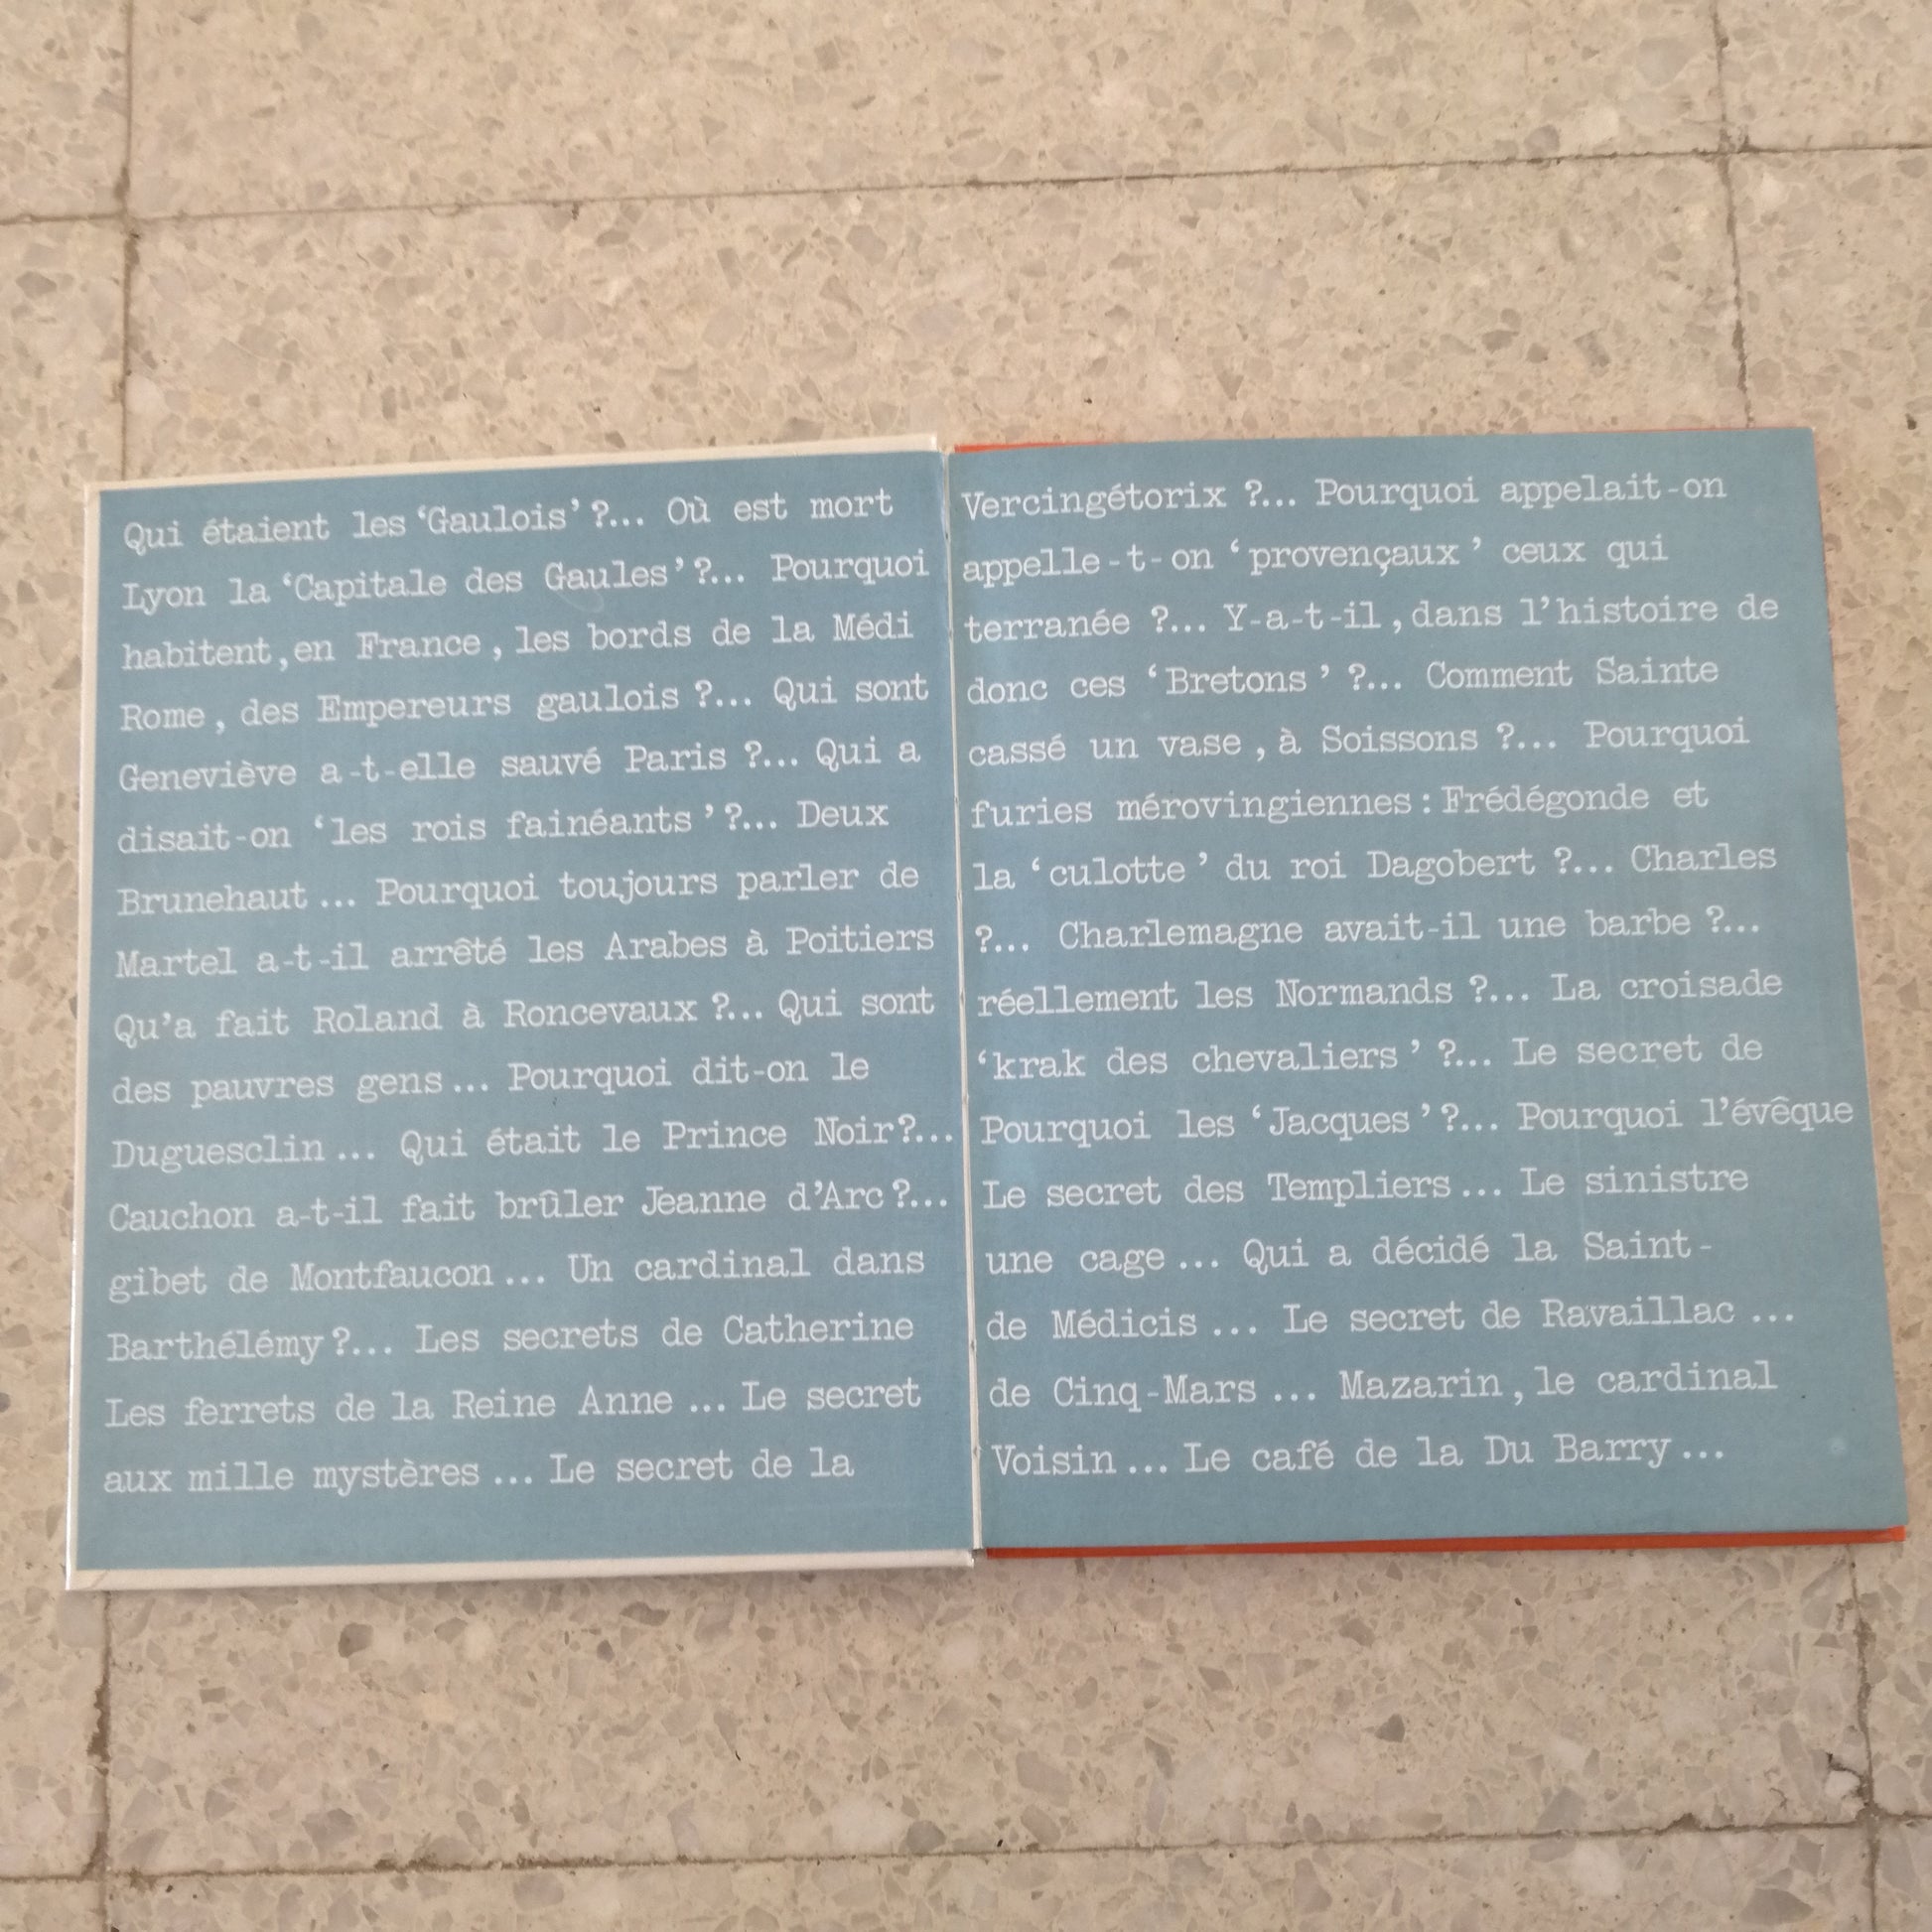 Qui étaient les ‘Gaulois’ ?... Où est mort Vercingétorix ?... Pourquoi appelait-on
Lyon la ‘Capitale des Gaules’ ?... Pourquoi appelle-t-on ‘provençaux’ ceux qui
habitent, en France, les bords de la Médi terranée ?... Y-a-t-il, dans l’histoire de
Rome, des Empereurs gaulois ?... Qui sont donc ces ‘Bretons’ ?... Comment Sainte
Geneviève a-t-elle sauvé Paris ?... Qui a cassé un vase, à Soissons ?... Pourquoi
disait-on ‘les rois fainéants’ ?... Deux furies mérovingiennes : Frédégonde et
Brunehaut ... Pourquoi toujours parler de la ‘culotte’ du roi Dagobert ?... Charles
Martel a-t-il arrêté les Arabes à Poitiers ?... Charlemagne avait-il une barbe ?...
Qu’a fait Roland à Roncevaux ?... Qui sont réellement les Normands ?... La croisade
des pauvres gens ... Pourquoi dit-on le ‘krak des chevaliers’ ?... Le secret de
Duguesclin ... Qui était le Prince Noir ?... Pourquoi les ‘Jacques’ ?... Pourquoi l’évêque
Cauchon a-t-il fait brûler Jeanne d’Arc ?... Le secret des Templiers ... Le sinistre
gibet de Montfaucon ... Un cardinal dans une cage ... Qui a décidé la Saint-
Barthélémy ?... Les secrets de Catherine de Médicis ... Le secret de Ravaillac ...
Les ferrets de la Reine Anne ... Le secret de Cinq-Mars ... Mazarin, le cardinal
aux mille mystères ... Le secret de la Voisin ... Le café de la Du Barry ...